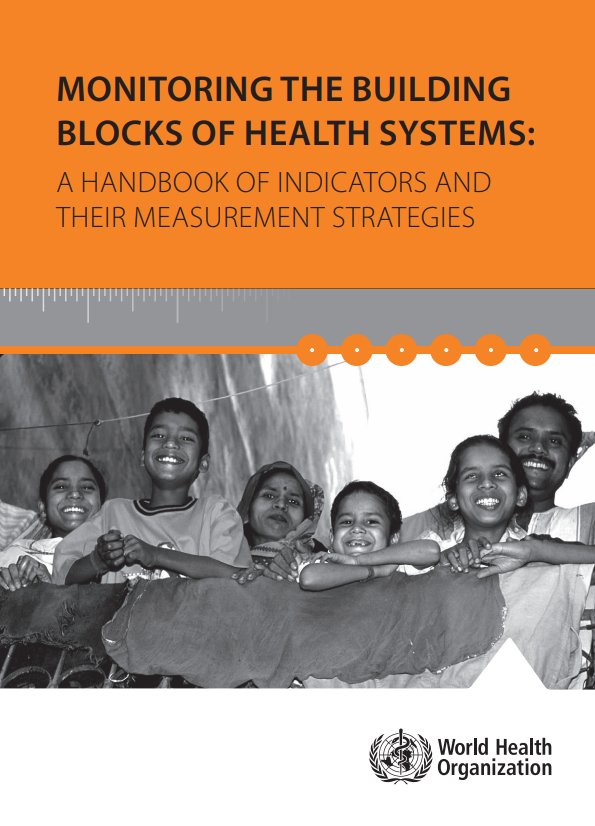 MONITORING THE BUILDING
BLOCKS OF HEALTH SYSTEMS:
A HANDBOOK OF INDICATORS AND
THEIR MEASUREMENT STRATEGIES
World Health
Organization